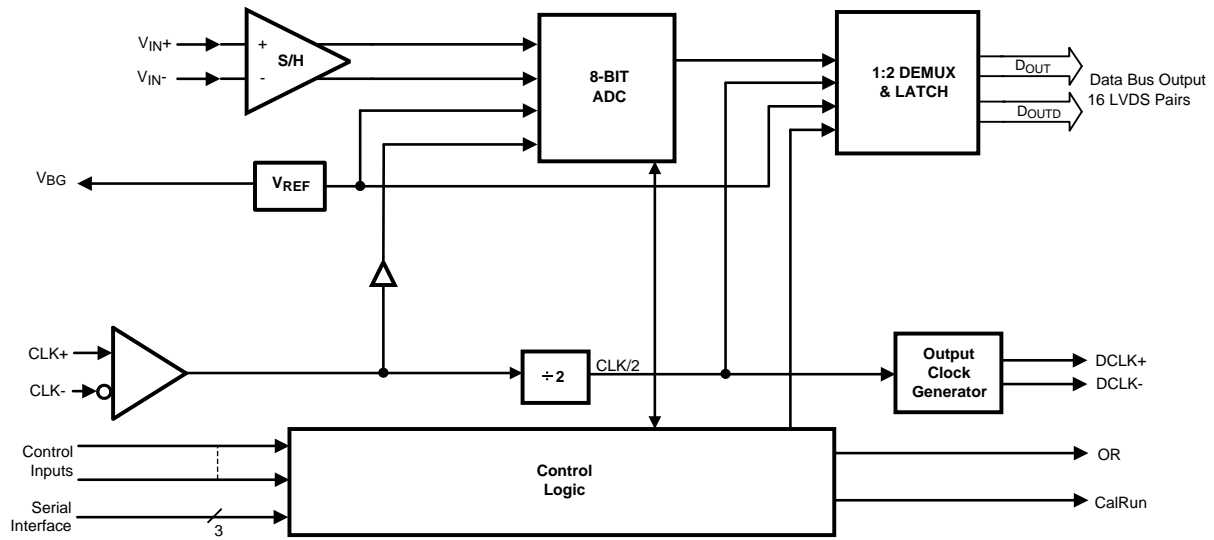 VIN+
VIN-
+
-
S/H
8-BIT
ADC
1:2 DEMUX
& LATCH
DOUT
DOUTD
Data Bus Output
16 LVDS Pairs
VBG
VREF
CLK+
CLK-
÷2
CLK/2
Output
Clock
Generator
DCLK+
DCLK-
Control
Inputs
Serial
Interface
3
Control
Logic
OR
CalRun